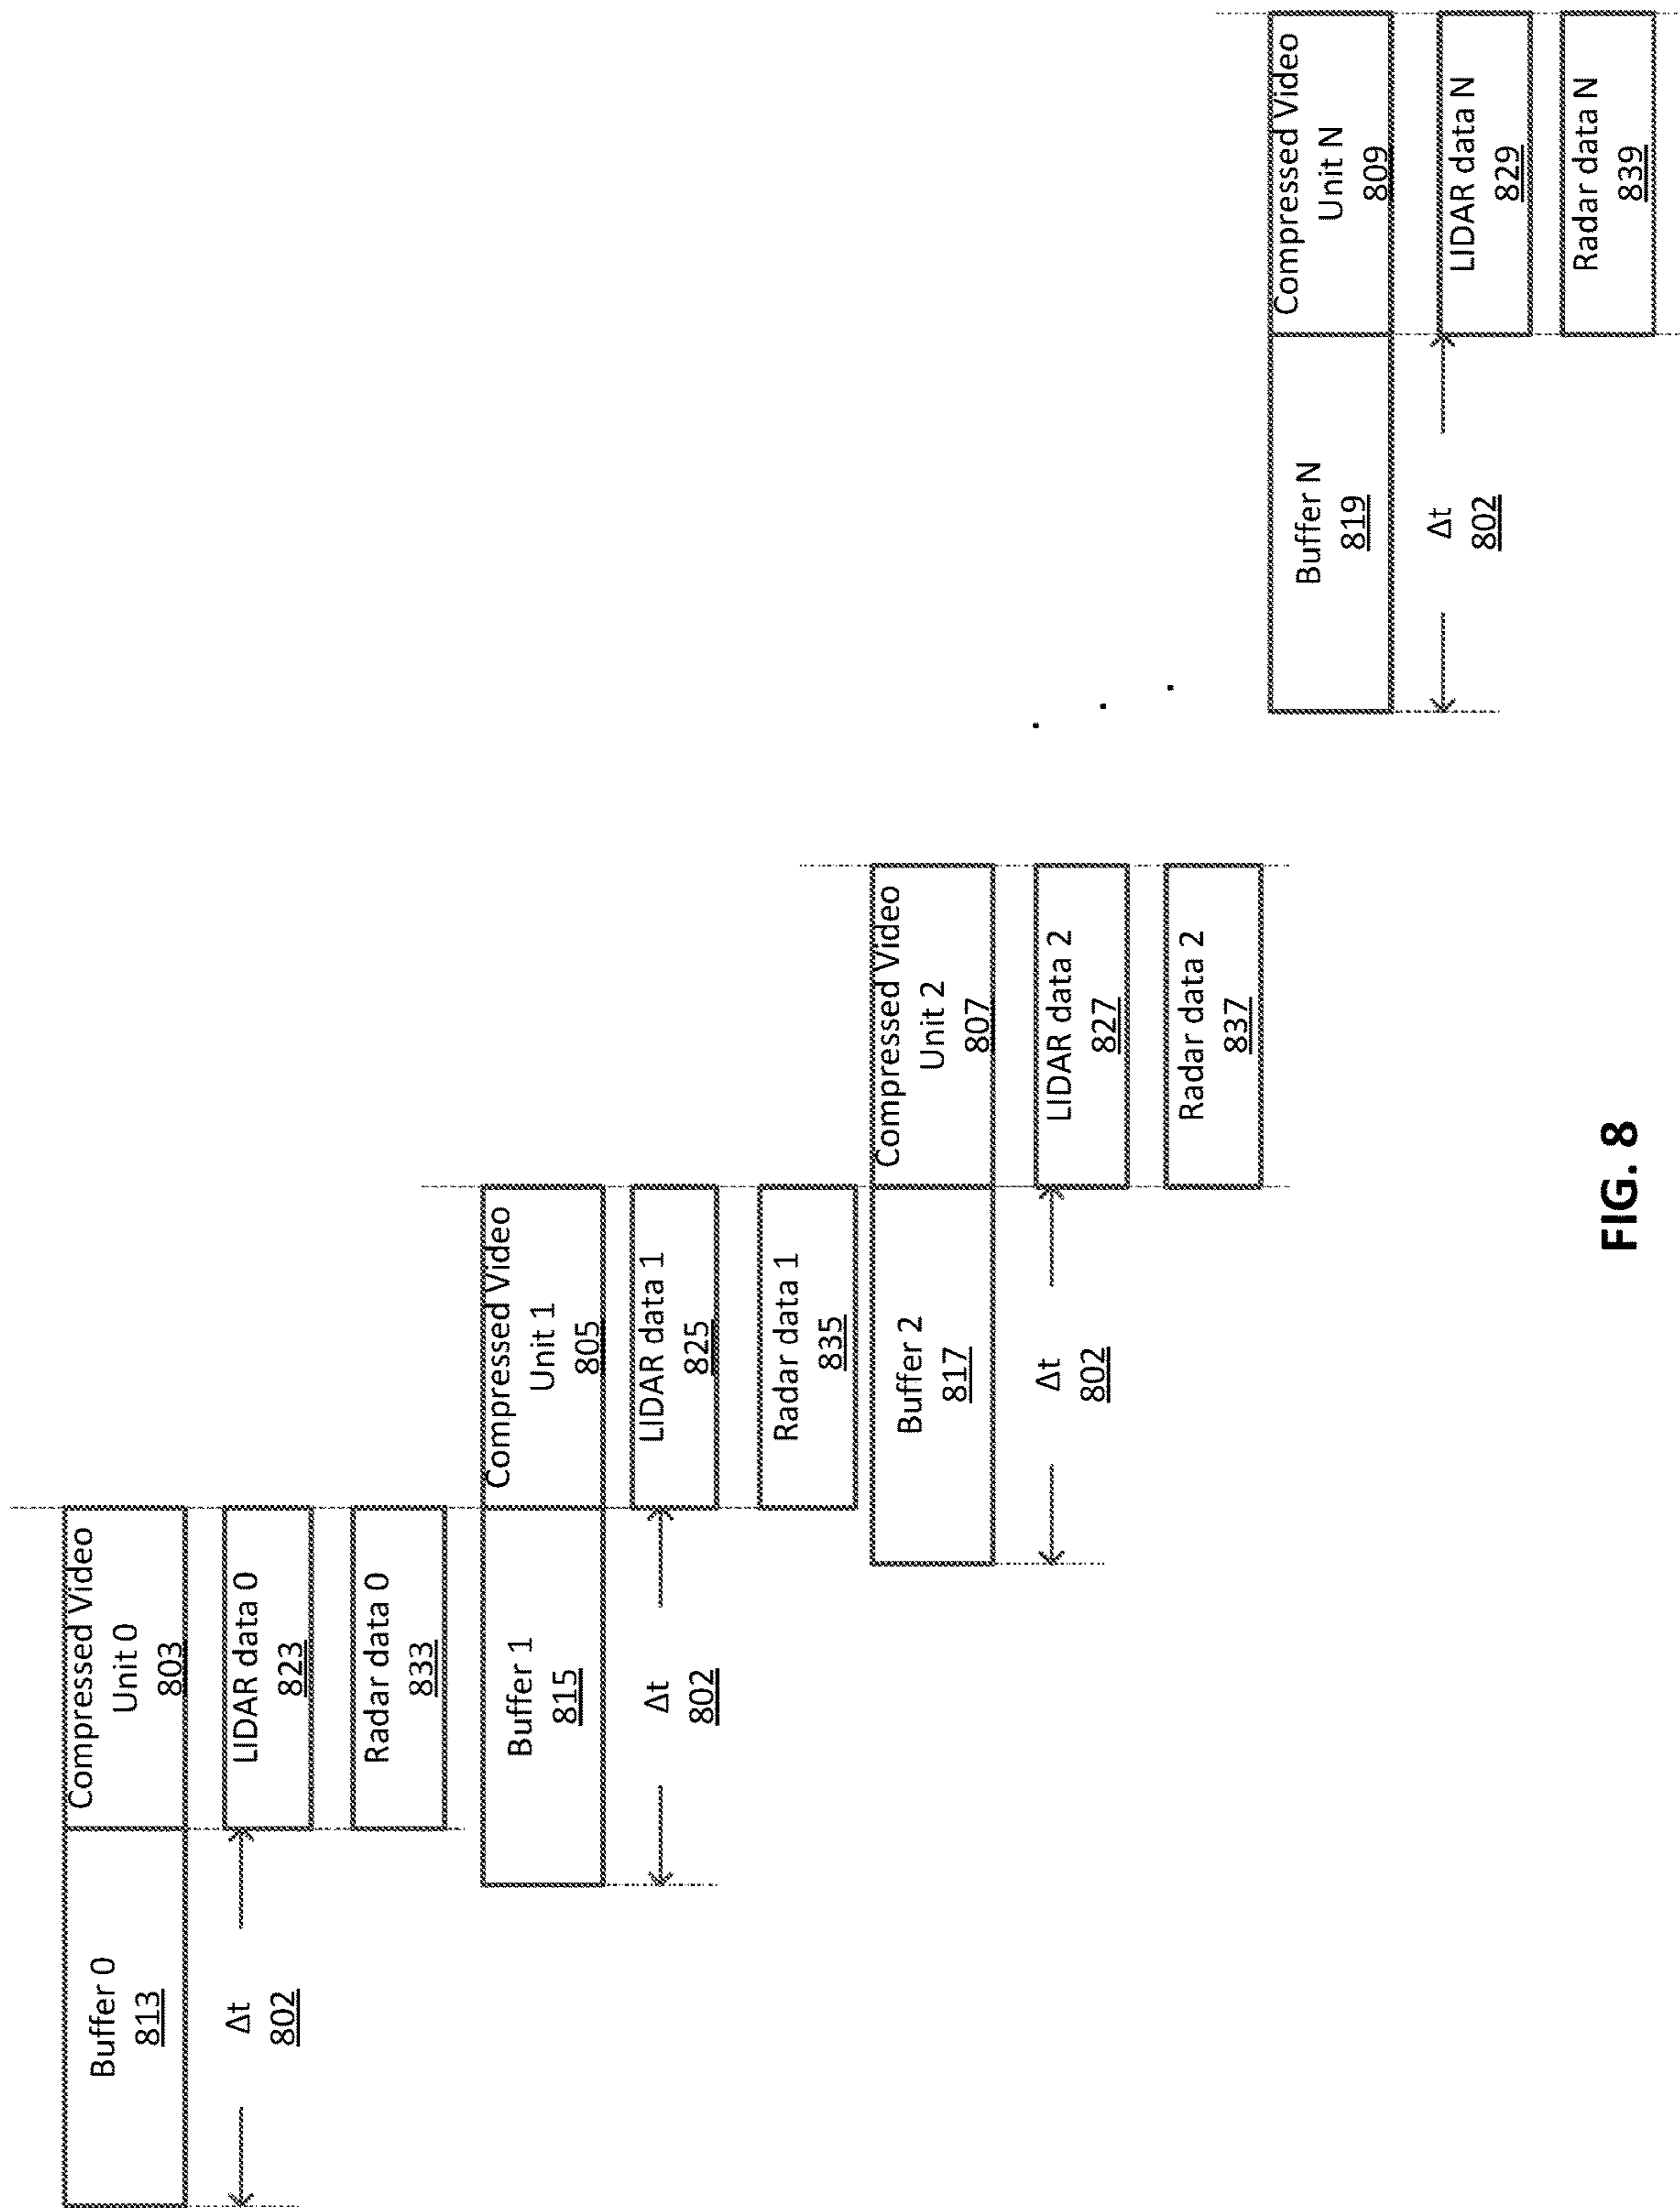 Buffer 0
813
Compressed Video
Unit 0
803
Δt
802
LIDAR data 0
823
Radar data 0
833
Buffer 1
815
Compressed Video
Unit 1
805
Δt
802
LIDAR data 1
825
Radar data 1
835
Buffer 2
817
Compressed Video
Unit 2
807
Δt
802
LIDAR data 2
827
Radar data 2
837
Buffer N
819
Compressed Video
Unit N
809
Δt
802
LIDAR data N
829
Radar data N
839
FIG. 8